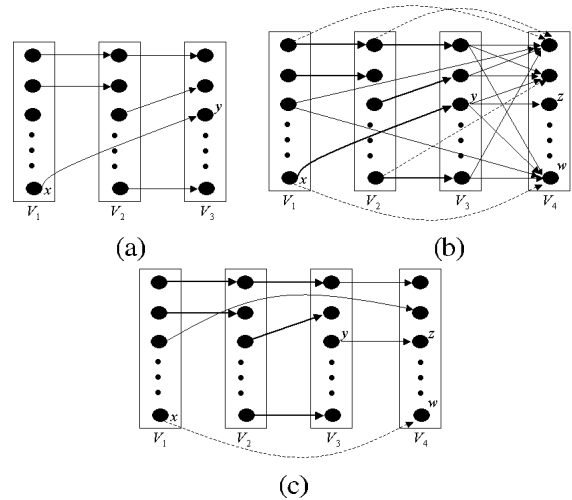 y
x
V1 V2 V3
(a)
y z
x w
V1 V2 V3 V4
(b)
y z
x w
V1 V2 V3 V4
(c)